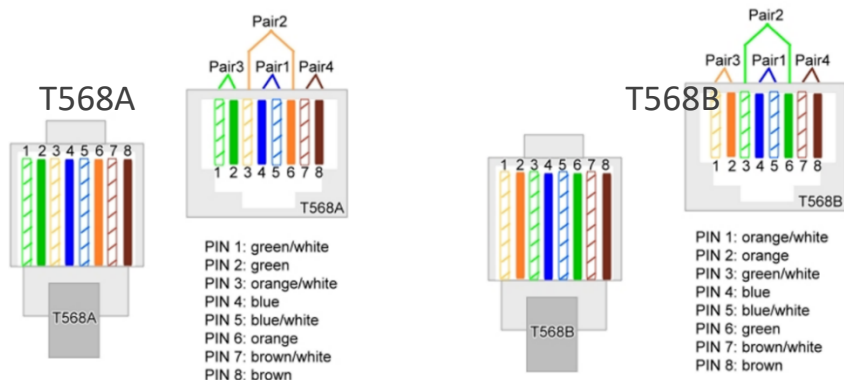 Pair2
Pair3 Pair1 Pair4
T568A
1 2 3 4 5 6 7 8
1 2 3 4 5 6 7 8
T568A
T568A
PIN 1: green/white
PIN 2: green
PIN 3: orange/white
PIN 4: blue
PIN 5: blue/white
PIN 6: orange
PIN 7: brown/white
PIN 8: brown
Pair2
Pair3 Pair1 Pair4
T568B
1 2 3 4 5 6 7 8
1 2 3 4 5 6 7 8
T568B
T568B
PIN 1: orange/white
PIN 2: orange
PIN 3: green/white
PIN 4: blue
PIN 5: blue/white
PIN 6: green
PIN 7: brown/white
PIN 8: brown